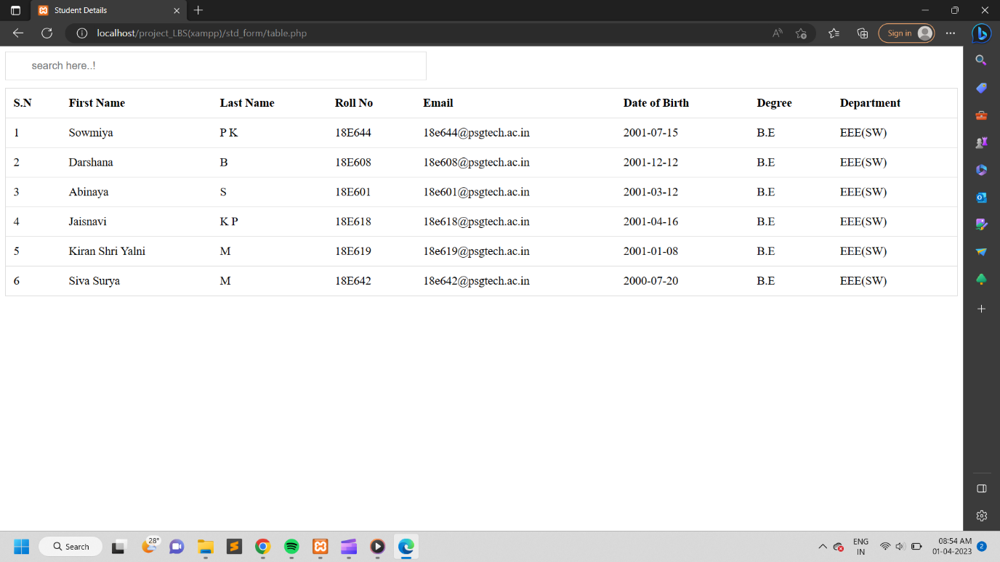 Student Details
localhost/project_LBS(xampp)/std_form/table.php
Sign in
search here..!
S.N First Name Last Name Roll No Email Date of Birth Degree Department
1 Sowmiya P K 18E644 18e644@psgtech.ac.in 2001-07-15 B.E EEE(SW)
2 Darshana B 18E608 18e608@psgtech.ac.in 2001-12-12 B.E EEE(SW)
3 Abinaya S 18E601 18e601@psgtech.ac.in 2001-03-12 B.E EEE(SW)
4 Jaisnavi K P 18E618 18e618@psgtech.ac.in 2001-04-16 B.E EEE(SW)
5 Kiran Shri Yalni M 18E619 18e619@psgtech.ac.in 2001-01-08 B.E EEE(SW)
6 Siva Surya M 18E642 18e642@psgtech.ac.in 2000-07-20 B.E EEE(SW)
Search
28°
ENG
IN
08:54 AM
01-04-2023
2